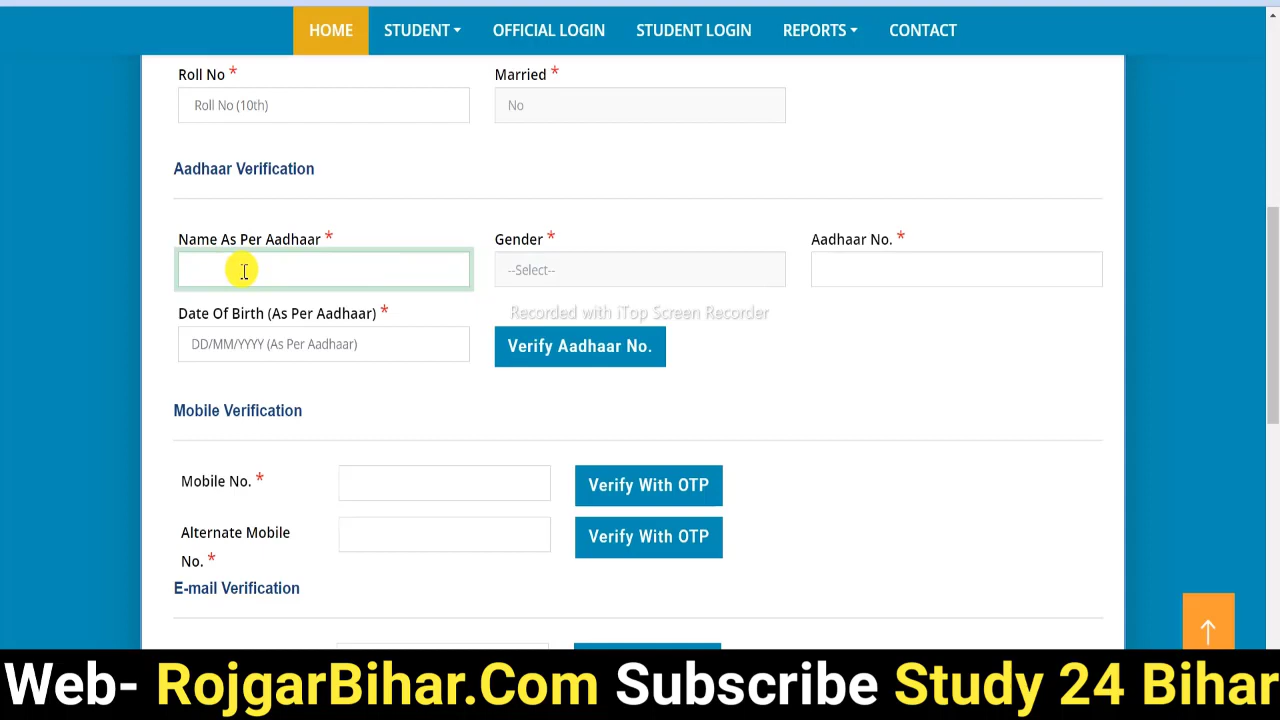 HOME STUDENT OFFICIAL LOGIN STUDENT LOGIN REPORTS CONTACT
Roll No * Married *
Roll No (10th) No
Aadhaar Verification
Name As Per Aadhaar * Gender * Aadhaar No. *
--Select--
Recorded with iTop Screen Recorder
Date Of Birth (As Per Aadhaar) *
DD/MM/YYYY (As Per Aadhaar) Verify Aadhaar No.
Mobile Verification
Mobile No. * Verify With OTP
Alternate Mobile Verify With OTP
No. *
E-mail Verification
Web- RojgarBihar.Com Subscribe Study 24 Bihar